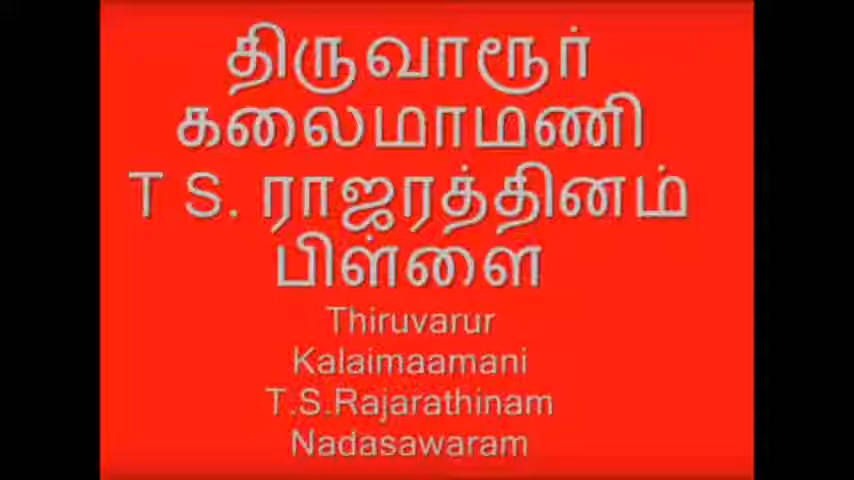 திருவாரூர்
கலைமாமணி
T S. ராஜரத்தினம்
பிள்ளை
Thiruvarur
Kalaimaamani
T.S.Rajarathinam
Nadasawaram